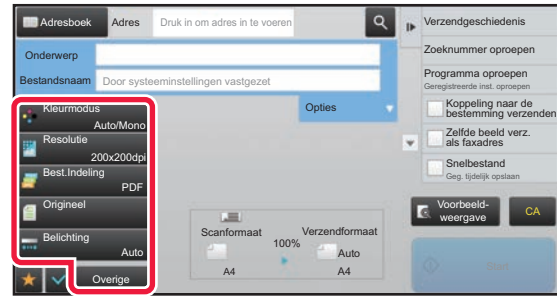 Adresboek
Adres
Druk in om adres in te voeren
Verzendgeschiedenis
Onderwerp
Zoeknummer oproepen
Bestandsnaam
Door systeeminstellingen vastgezet
Programma oproepen
Geregistreerde inst. oproepen
Opties
Kleurmodus
Auto/Mono
Koppeling naar de
bestemming verzenden
Resolutie
200x200dpi
Zelfde beeld verz.
als faxadres
Best.Indeling
PDF
Snelbestand
Geg. tijdelijk opslaan
Origineel
Voorbeeld-
weergave
CA
Belichting
Auto
Scanformaat
100%
Verzendformaat
Auto
A4
A4
Overige
Start